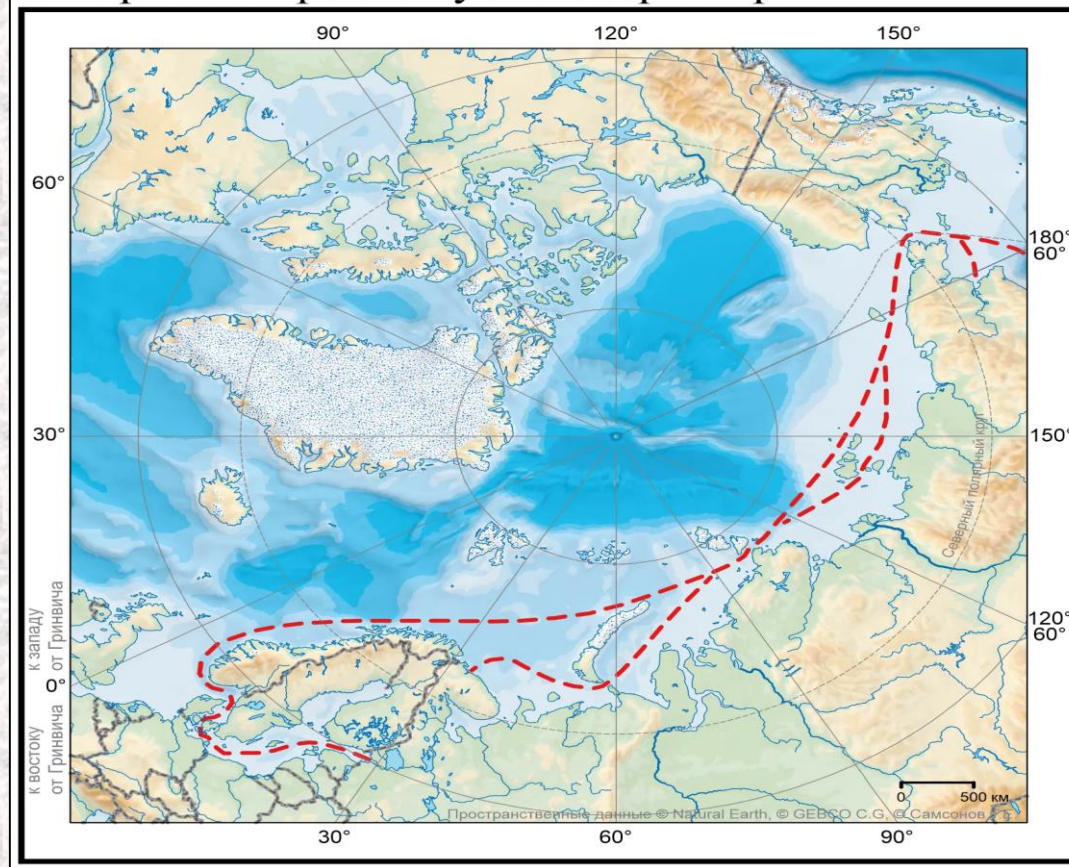 90° 120° 150°
60°
180°
60°
30°
150°
Северный полярный круг
к западу
от Гринвича
0°
120°
60°
к востоку
от Гринвича
0 500 км
Пространственные данные © Natural Earth, © GEBCO C.G, © Самсонов Т.Е.
30° 60° 90°